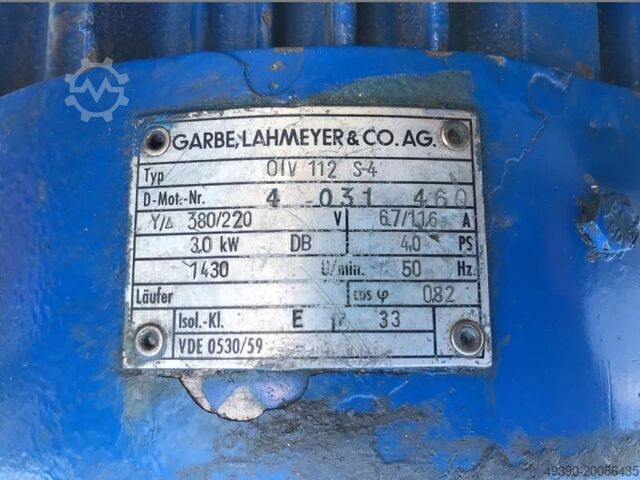 GARBE, LAHMEYER & CO. AG.
Typ OIV 112 S-4
D-Mot.-Nr. 4 031 460
Y/Δ 380/220 V 6.7/11.6 A
3.0 kW DB 4.0 PS
1430 U/min. 50 Hz.
Läufer cos φ 0.82
Isol.-Kl. E P 33
VDE 0530/59
49390-20086435